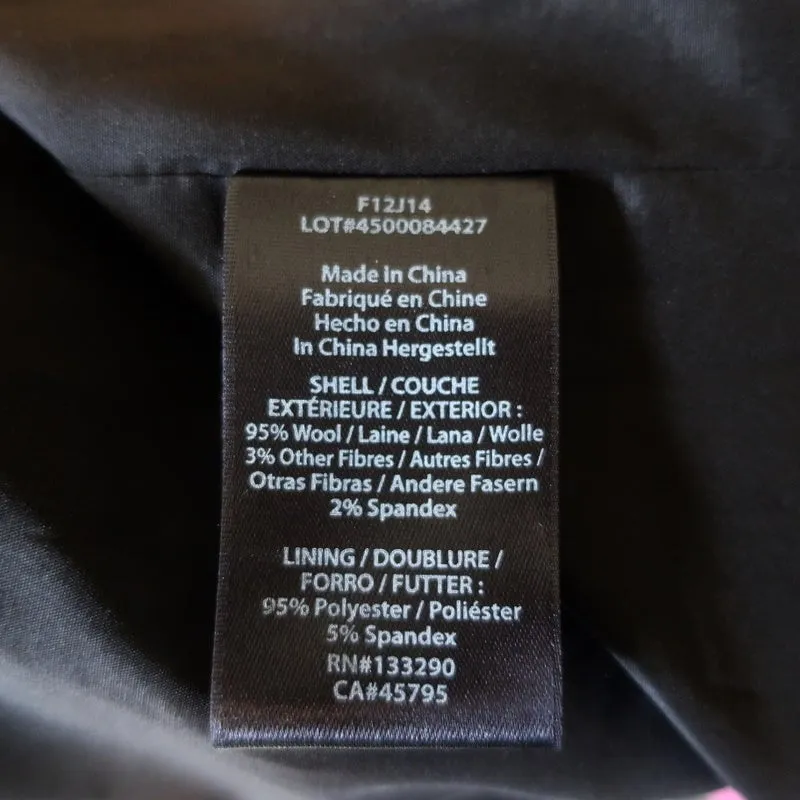 F12J14
LOT#4500084427
Made in China
Fabriqué en Chine
Hecho en China
In China Hergestellt
SHELL / COUCHE
EXTÉRIEURE / EXTERIOR :
95% Wool / Laine / Lana / Wolle
3% Other Fibres / Autres Fibres /
Otras Fibras / Andere Fasern
2% Spandex
LINING / DOUBLURE /
FORRO / FUTTER :
95% Polyester / Poliéster
5% Spandex
RN#133290
CA#45795